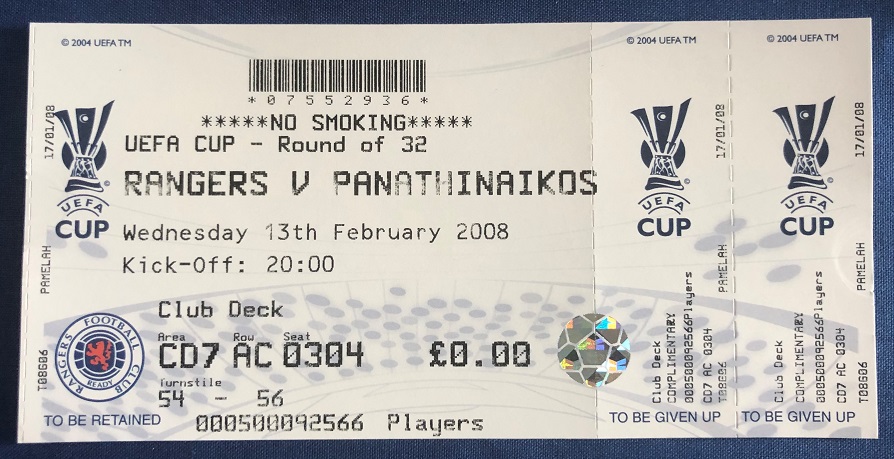 © 2004 UEFA TM
*07552936*
*****NO SMOKING*****
UEFA CUP - Round of 32
RANGERS V PANATHINAIKOS
Wednesday 13th February 2008
Kick-Off: 20:00
17/01/08
UEFA
CUP
PAMELAH
T08606
Club Deck
Area Row Seat
CD7 AC 0304 £0.00
Turnstile
54 - 56
000500092566 Players
RANGERS FOOTBALL CLUB
READY
TO BE RETAINED
© 2004 UEFA TM
17/01/08
UEFA
CUP
Club Deck
COMPLIMENTARY
000500092566Players
CD7 AC 0304
T08606
PAMELAH
TO BE GIVEN UP
© 2004 UEFA TM
17/01/08
UEFA
CUP
Club Deck
COMPLIMENTARY
000500092566Players
CD7 AC 0304
T08606
PAMELAH
TO BE GIVEN UP